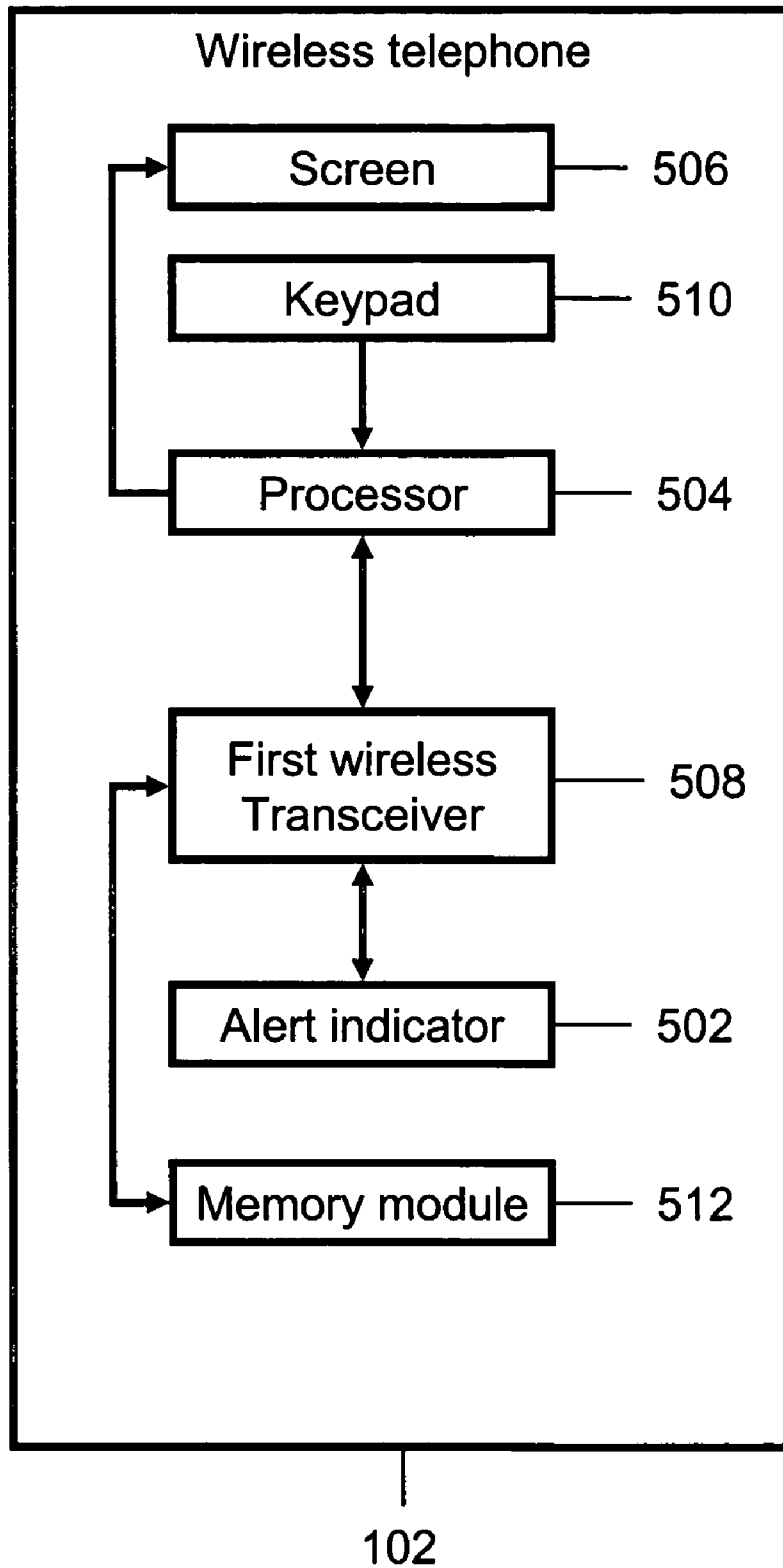 Wireless telephone
Screen 506
Keypad 510
Processor 504
First wireless
Transceiver 508
Alert indicator 502
Memory module 512
102